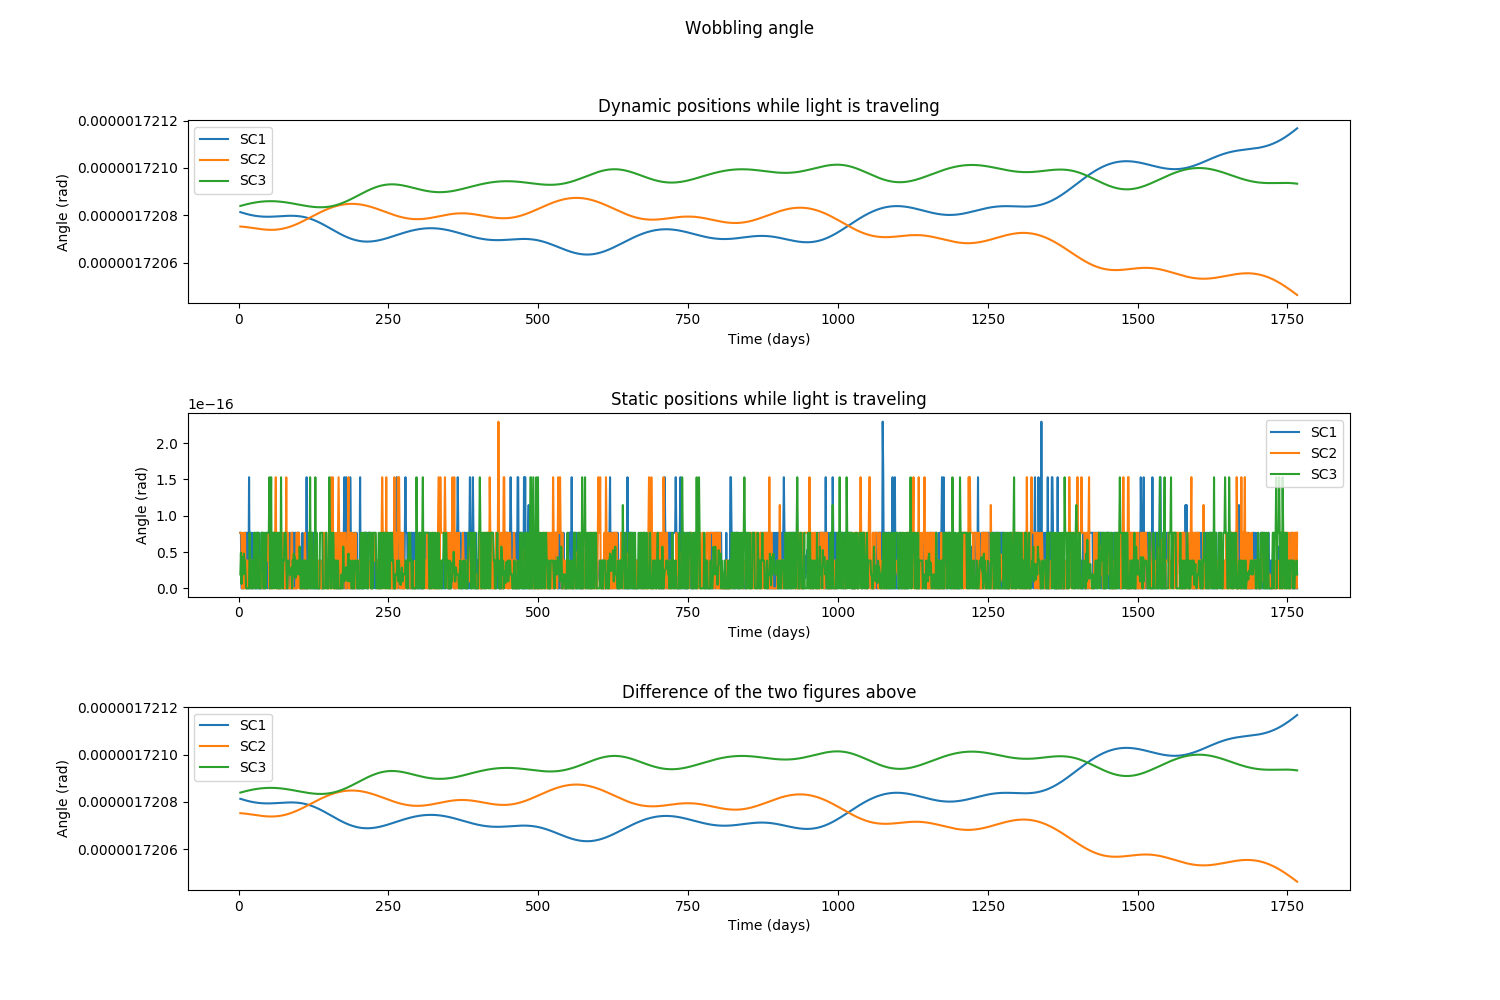 Wobbling angle
Dynamic positions while light is traveling
0.0000017212
0.0000017210
0.0000017208
0.0000017206
Angle (rad)
SC1
SC2
SC3
0 250 500 750 1000 1250 1500 1750
Time (days)
Static positions while light is traveling
1e−16
2.0
1.5
1.0
0.5
0.0
Angle (rad)
SC1
SC2
SC3
0 250 500 750 1000 1250 1500 1750
Time (days)
Difference of the two figures above
0.0000017212
0.0000017210
0.0000017208
0.0000017206
Angle (rad)
SC1
SC2
SC3
0 250 500 750 1000 1250 1500 1750
Time (days)